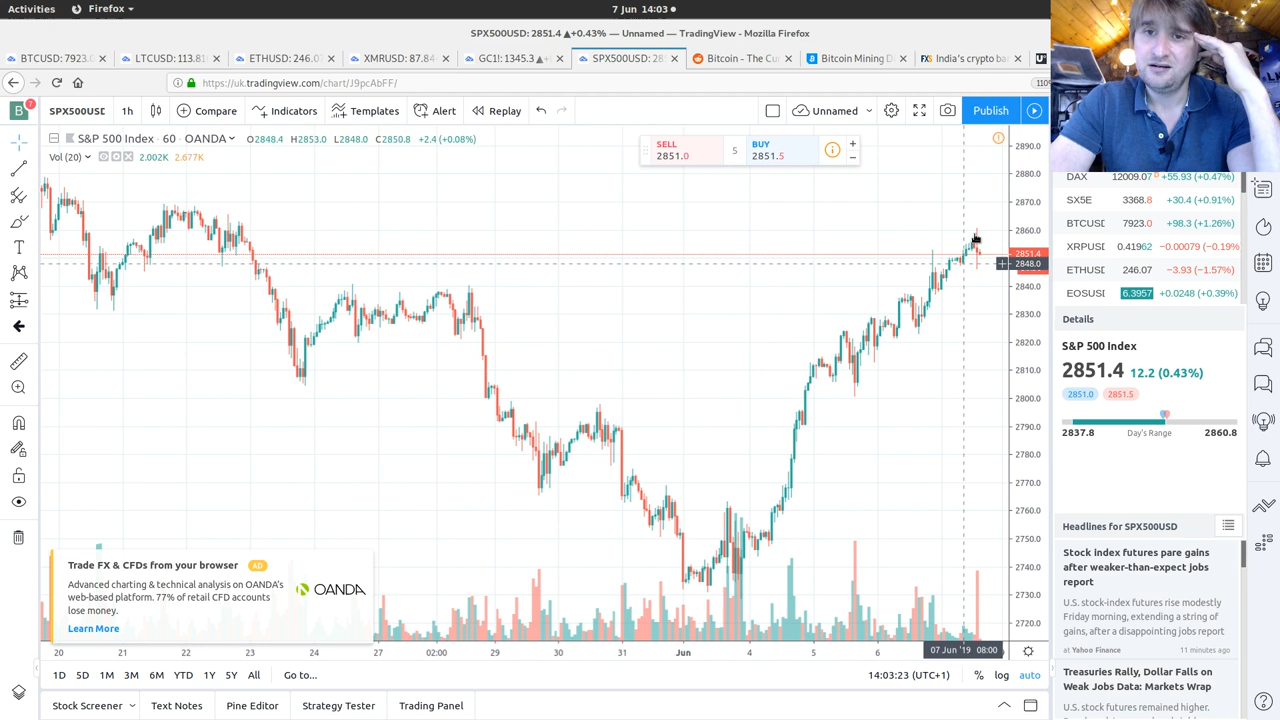 Activities
Firefox
7 Jun 14:03
SPX500USD: 2851.4 ▲+0.43% — Unnamed — TradingView - Mozilla Firefox
BTCUSD: 7923.0
LTCUSD: 113.81
ETHUSD: 246.0
XMRUSD: 87.84
GC1!: 1345.3 ▲+
SPX500USD: 285
Bitcoin - The Cu
Bitcoin Mining D
India's crypto ba
https://uk.tradingview.com/chart/J9pcAbFF/
110%
B
7
SPX500USD
1h
Compare
Indicators
Templates
Alert
Replay
Unnamed
Publish
S&P 500 Index · 60 · OANDA
O2848.4 H2853.0 L2848.0 C2850.8 +2.4 (+0.08%)
Vol (20)
2.002K 2.677K
SELL
2851.0
5
BUY
2851.5
2890.0
2880.0
2870.0
2860.0
2851.4
2848.0
2840.0
2830.0
2820.0
2810.0
2800.0
2790.0
2780.0
2770.0
2760.0
2750.0
2740.0
2730.0
2720.0
DAX 12009.07 D +55.93 (+0.47%)
SX5E 3368.8 +30.4 (+0.91%)
BTCUSD 7923.0 +98.3 (+1.26%)
XRPUSD 0.41962 −0.00079 (−0.19%
ETHUSD 246.07 −3.93 (−1.57%)
EOSUSD 6.3957 +0.0248 (+0.39%)
Details
S&P 500 Index
2851.4 12.2 (0.43%)
2851.0 2851.5
2837.8 Day's Range 2860.8
Headlines for SPX500USD
Stock index futures pare gains
after weaker-than-expect jobs
report
U.S. stock-index futures rise modestly
Friday morning, extending a string of
gains, after a disappointing jobs report
at Yahoo Finance 11 minutes ago
Treasuries Rally, Dollar Falls on
Weak Jobs Data: Markets Wrap
U.S. stock futures remained higher.
Trade FX & CFDs from your browser AD
Advanced charting & technical analysis on OANDA's
web-based platform. 77% of retail CFD accounts
lose money.
Learn More
OANDA
20 21 22 23 24 27 02:00 29 30 31 Jun 4 5 6 07 Jun '19 08:00
1D 5D 1M 3M 6M YTD 1Y 5Y All Go to...
14:03:23 (UTC+1) % log auto
Stock Screener Text Notes Pine Editor Strategy Tester Trading Panel